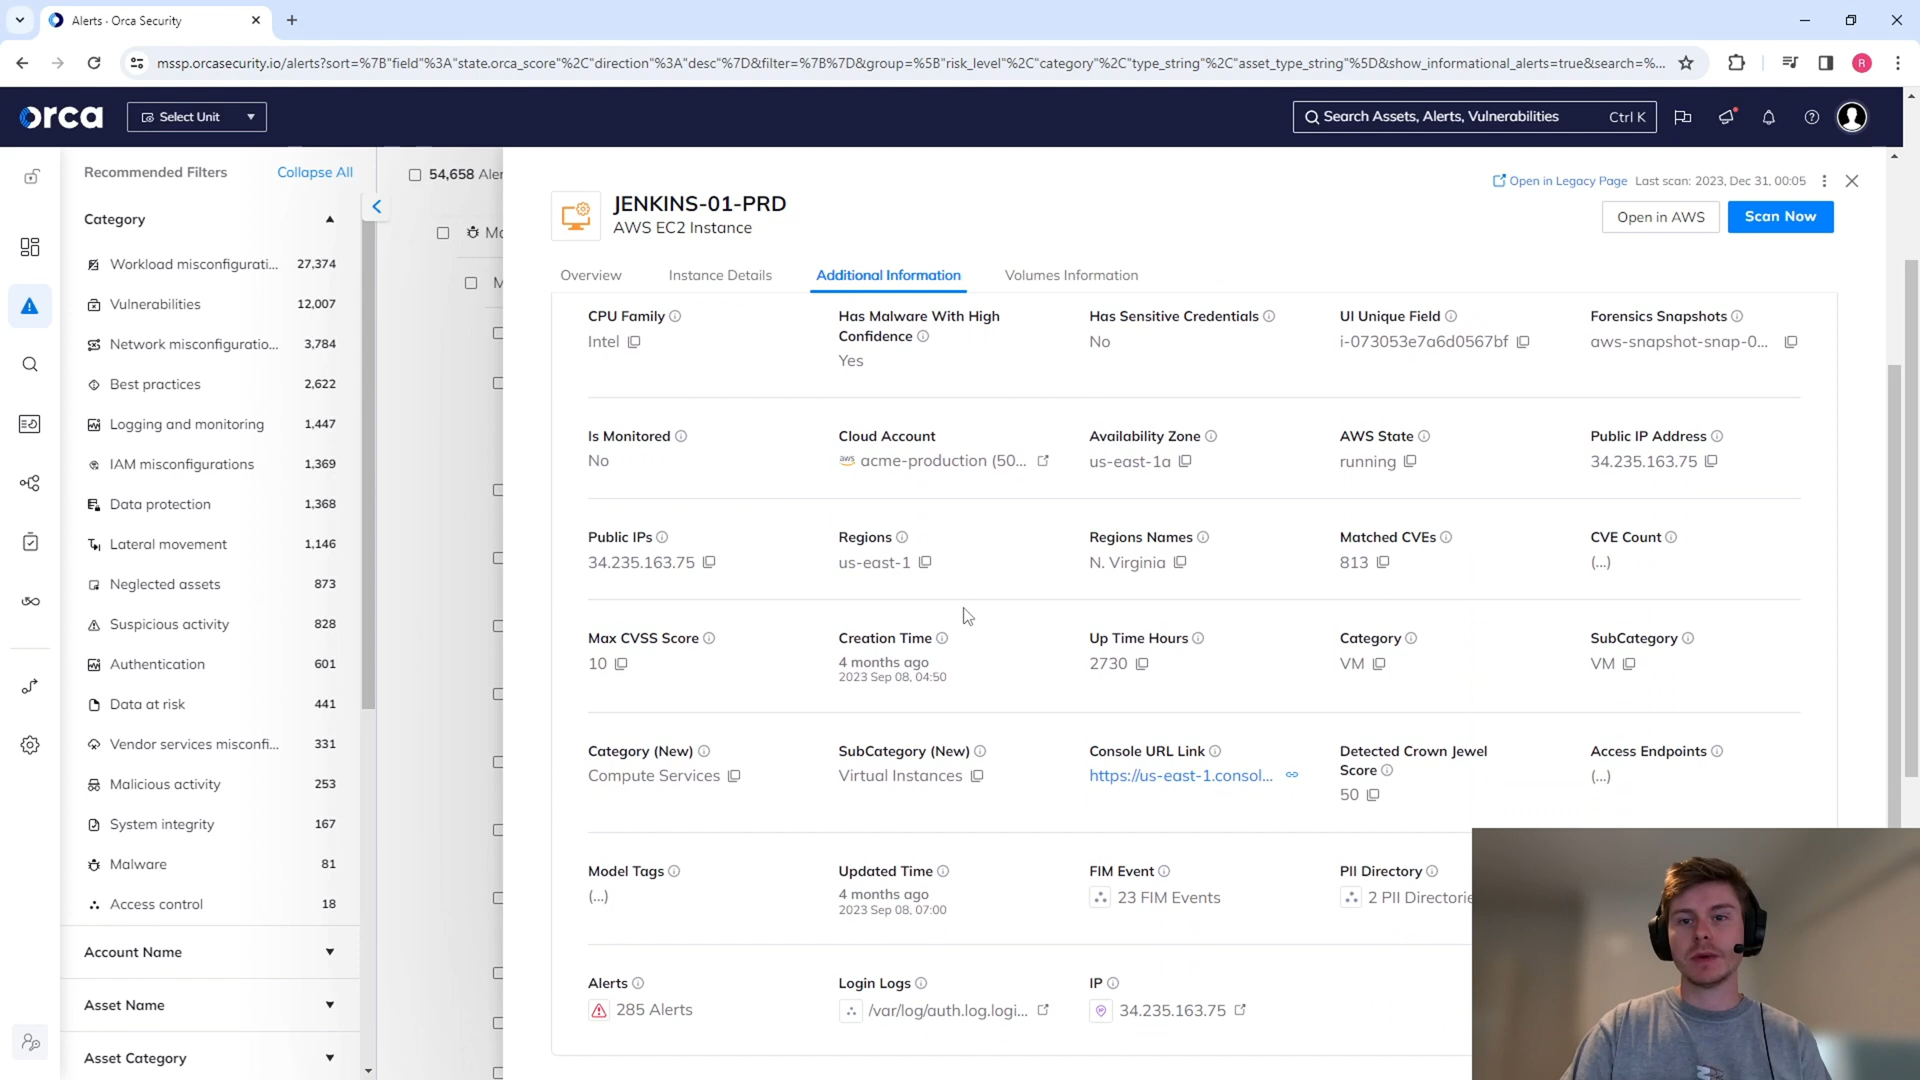 Alerts - Orca Security
mssp.orcasecurity.io/alerts?sort=%7B"field"%3A"state.orca_score"%2C"direction"%3A"desc"%7D&filter=%7B%7D&group=%5B"risk_level"%2C"category"%2C"type_string"%2C"asset_type_string"%5D&show_informational_alerts=true&search=%...
R
orca
Select Unit
Search Assets, Alerts, Vulnerabilities
Ctrl K
Recommended Filters
Collapse All
Category
Workload misconfigurati... 27,374
Vulnerabilities 12,007
Network misconfiguratio... 3,784
Best practices 2,622
Logging and monitoring 1,447
IAM misconfigurations 1,369
Data protection 1,368
Lateral movement 1,146
Neglected assets 873
Suspicious activity 828
Authentication 601
Data at risk 441
Vendor services misconfi... 331
Malicious activity 253
System integrity 167
Malware 81
Access control 18
Account Name
Asset Name
Asset Category
54,658 Aler
Mo
M
Open in Legacy Page
Last scan: 2023, Dec 31, 00:05
JENKINS-01-PRD
AWS EC2 Instance
Open in AWS
Scan Now
Overview
Instance Details
Additional Information
Volumes Information
CPU Family
Intel
Has Malware With High
Confidence
Yes
Has Sensitive Credentials
No
UI Unique Field
i-073053e7a6d0567bf
Forensics Snapshots
aws-snapshot-snap-0...
Is Monitored
No
Cloud Account
aws acme-production (50...
Availability Zone
us-east-1a
AWS State
running
Public IP Address
34.235.163.75
Public IPs
34.235.163.75
Regions
us-east-1
Regions Names
N. Virginia
Matched CVEs
813
CVE Count
(...)
Max CVSS Score
10
Creation Time
4 months ago
2023 Sep 08, 04:50
Up Time Hours
2730
Category
VM
SubCategory
VM
Category (New)
Compute Services
SubCategory (New)
Virtual Instances
Console URL Link
https://us-east-1.consol...
Detected Crown Jewel
Score
50
Access Endpoints
(...)
Model Tags
(...)
Updated Time
4 months ago
2023 Sep 08, 07:00
FIM Event
23 FIM Events
PII Directory
2 PII Directorie
Alerts
285 Alerts
Login Logs
/var/log/auth.log.logi...
IP
34.235.163.75